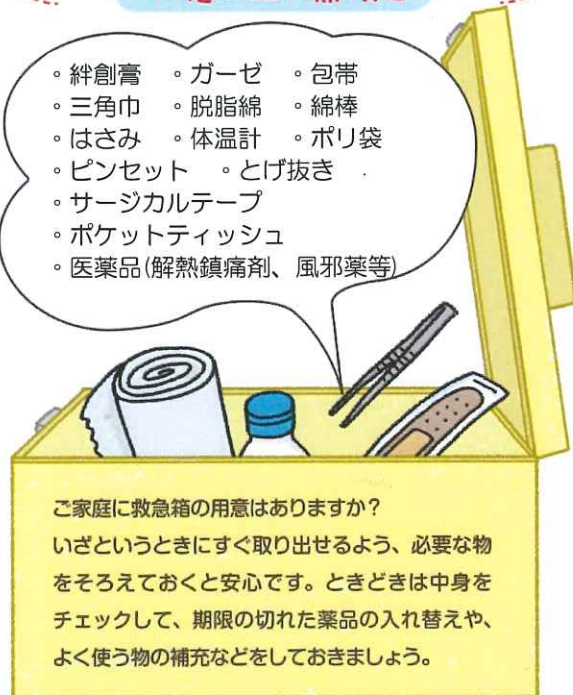 ◦絆創膏 ◦ガーゼ ◦包帯
◦三角巾 ◦脱脂綿 ◦綿棒
◦はさみ ◦体温計 ◦ポリ袋
◦ピンセット ◦とげ抜き
◦サージカルテープ
◦ポケットティッシュ
◦医薬品(解熱鎮痛剤、風邪薬等)
ご家庭に救急箱の用意はありますか?
いざというときにすぐ取り出せるよう、必要な物
をそろえておくと安心です。ときどきは中身を
チェックして、期限の切れた薬品の入れ替えや、
よく使う物の補充などをしておきましょう。